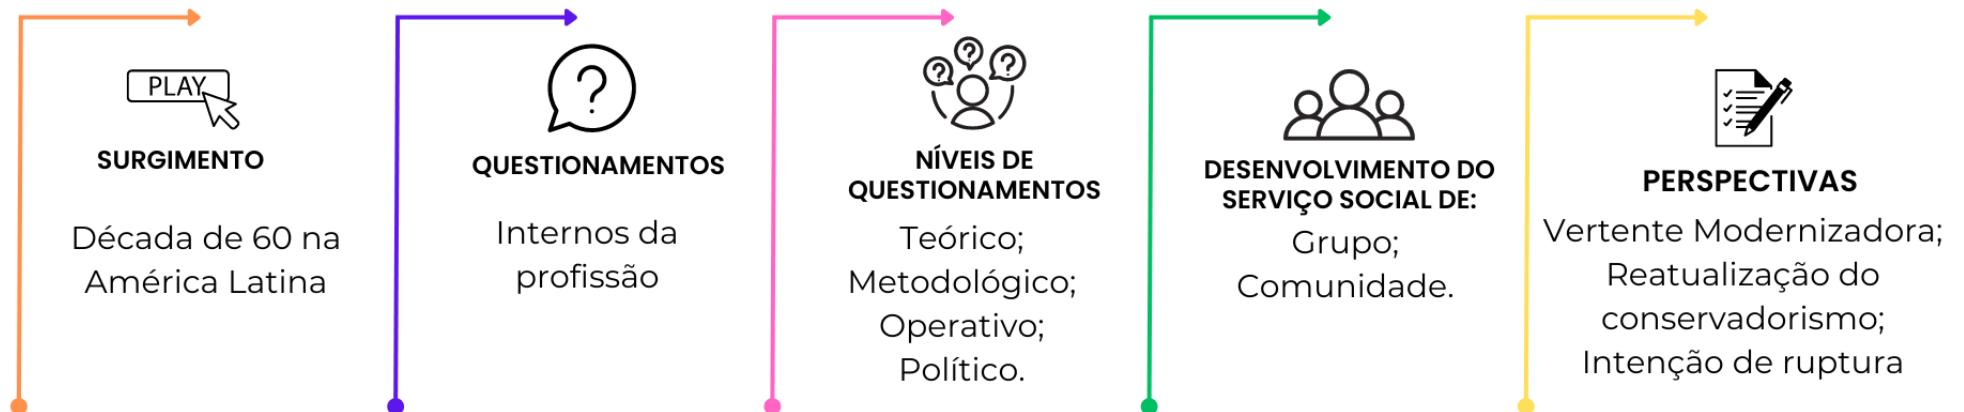 PLAY
SURGIMENTO
Década de 60 na
América Latina
?
QUESTIONAMENTOS
Internos da
profissão
? ? ?
NÍVEIS DE
QUESTIONAMENTOS
Teórico;
Metodológico;
Operativo;
Político.
DESENVOLVIMENTO DO
SERVIÇO SOCIAL DE:
Grupo;
Comunidade.
PERSPECTIVAS
Vertente Modernizadora;
Reatualização do
conservadorismo;
Intenção de ruptura